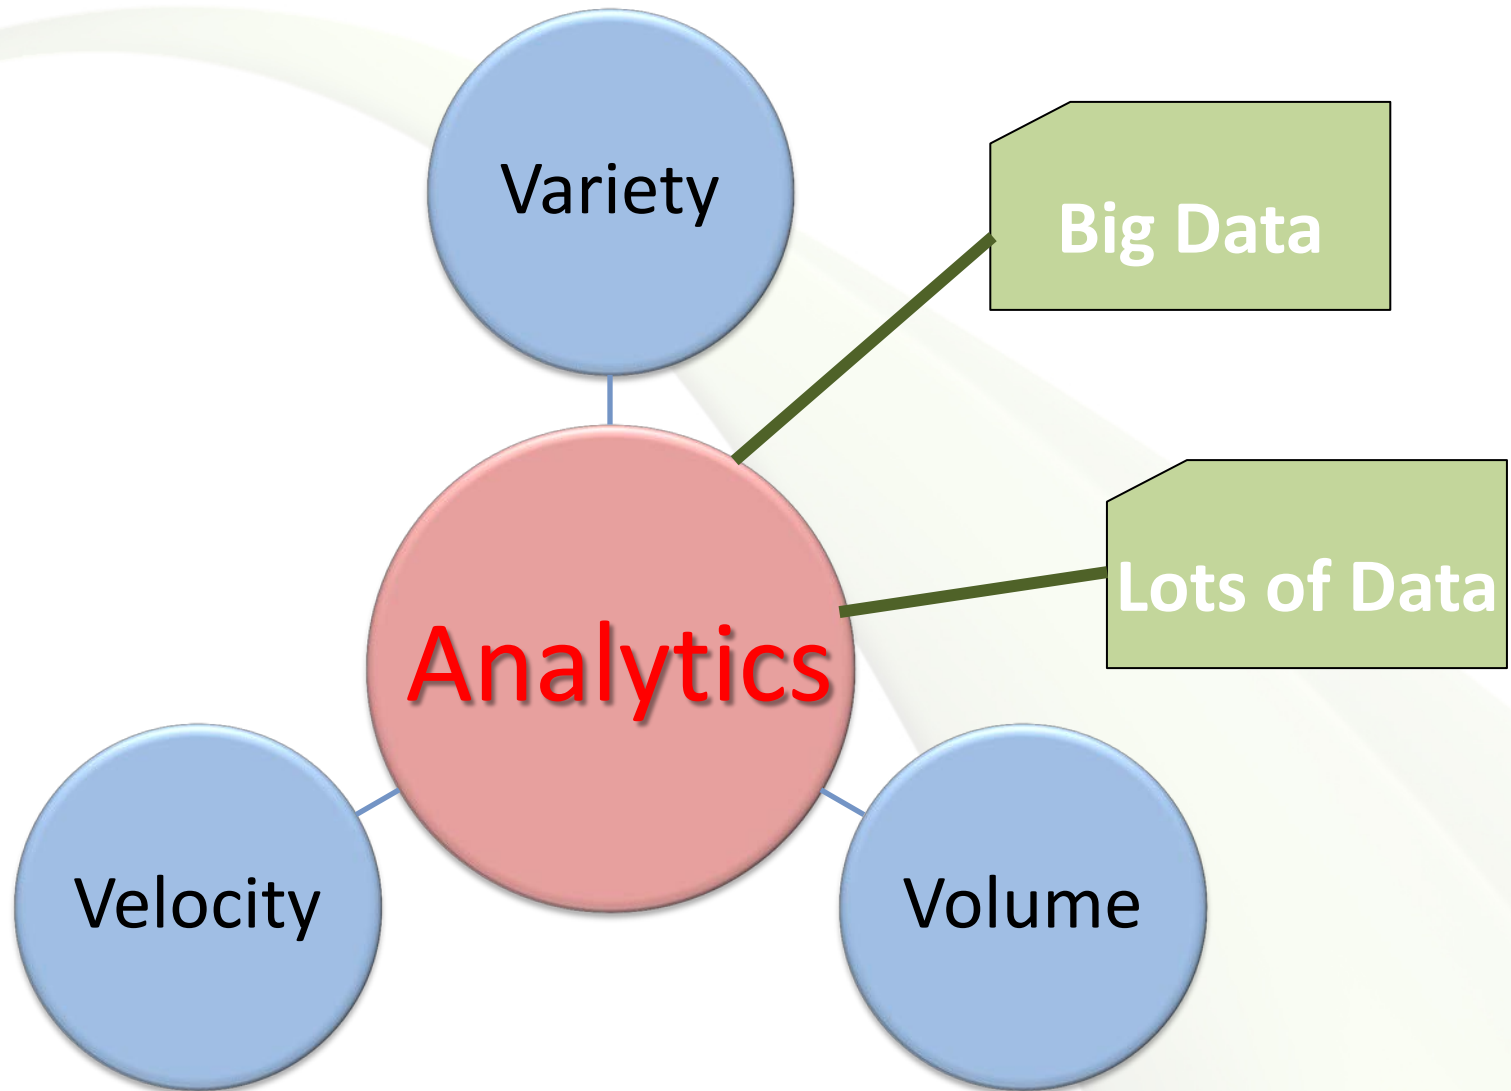 Variety
Big Data
Lots of Data
Analytics
Velocity
Volume